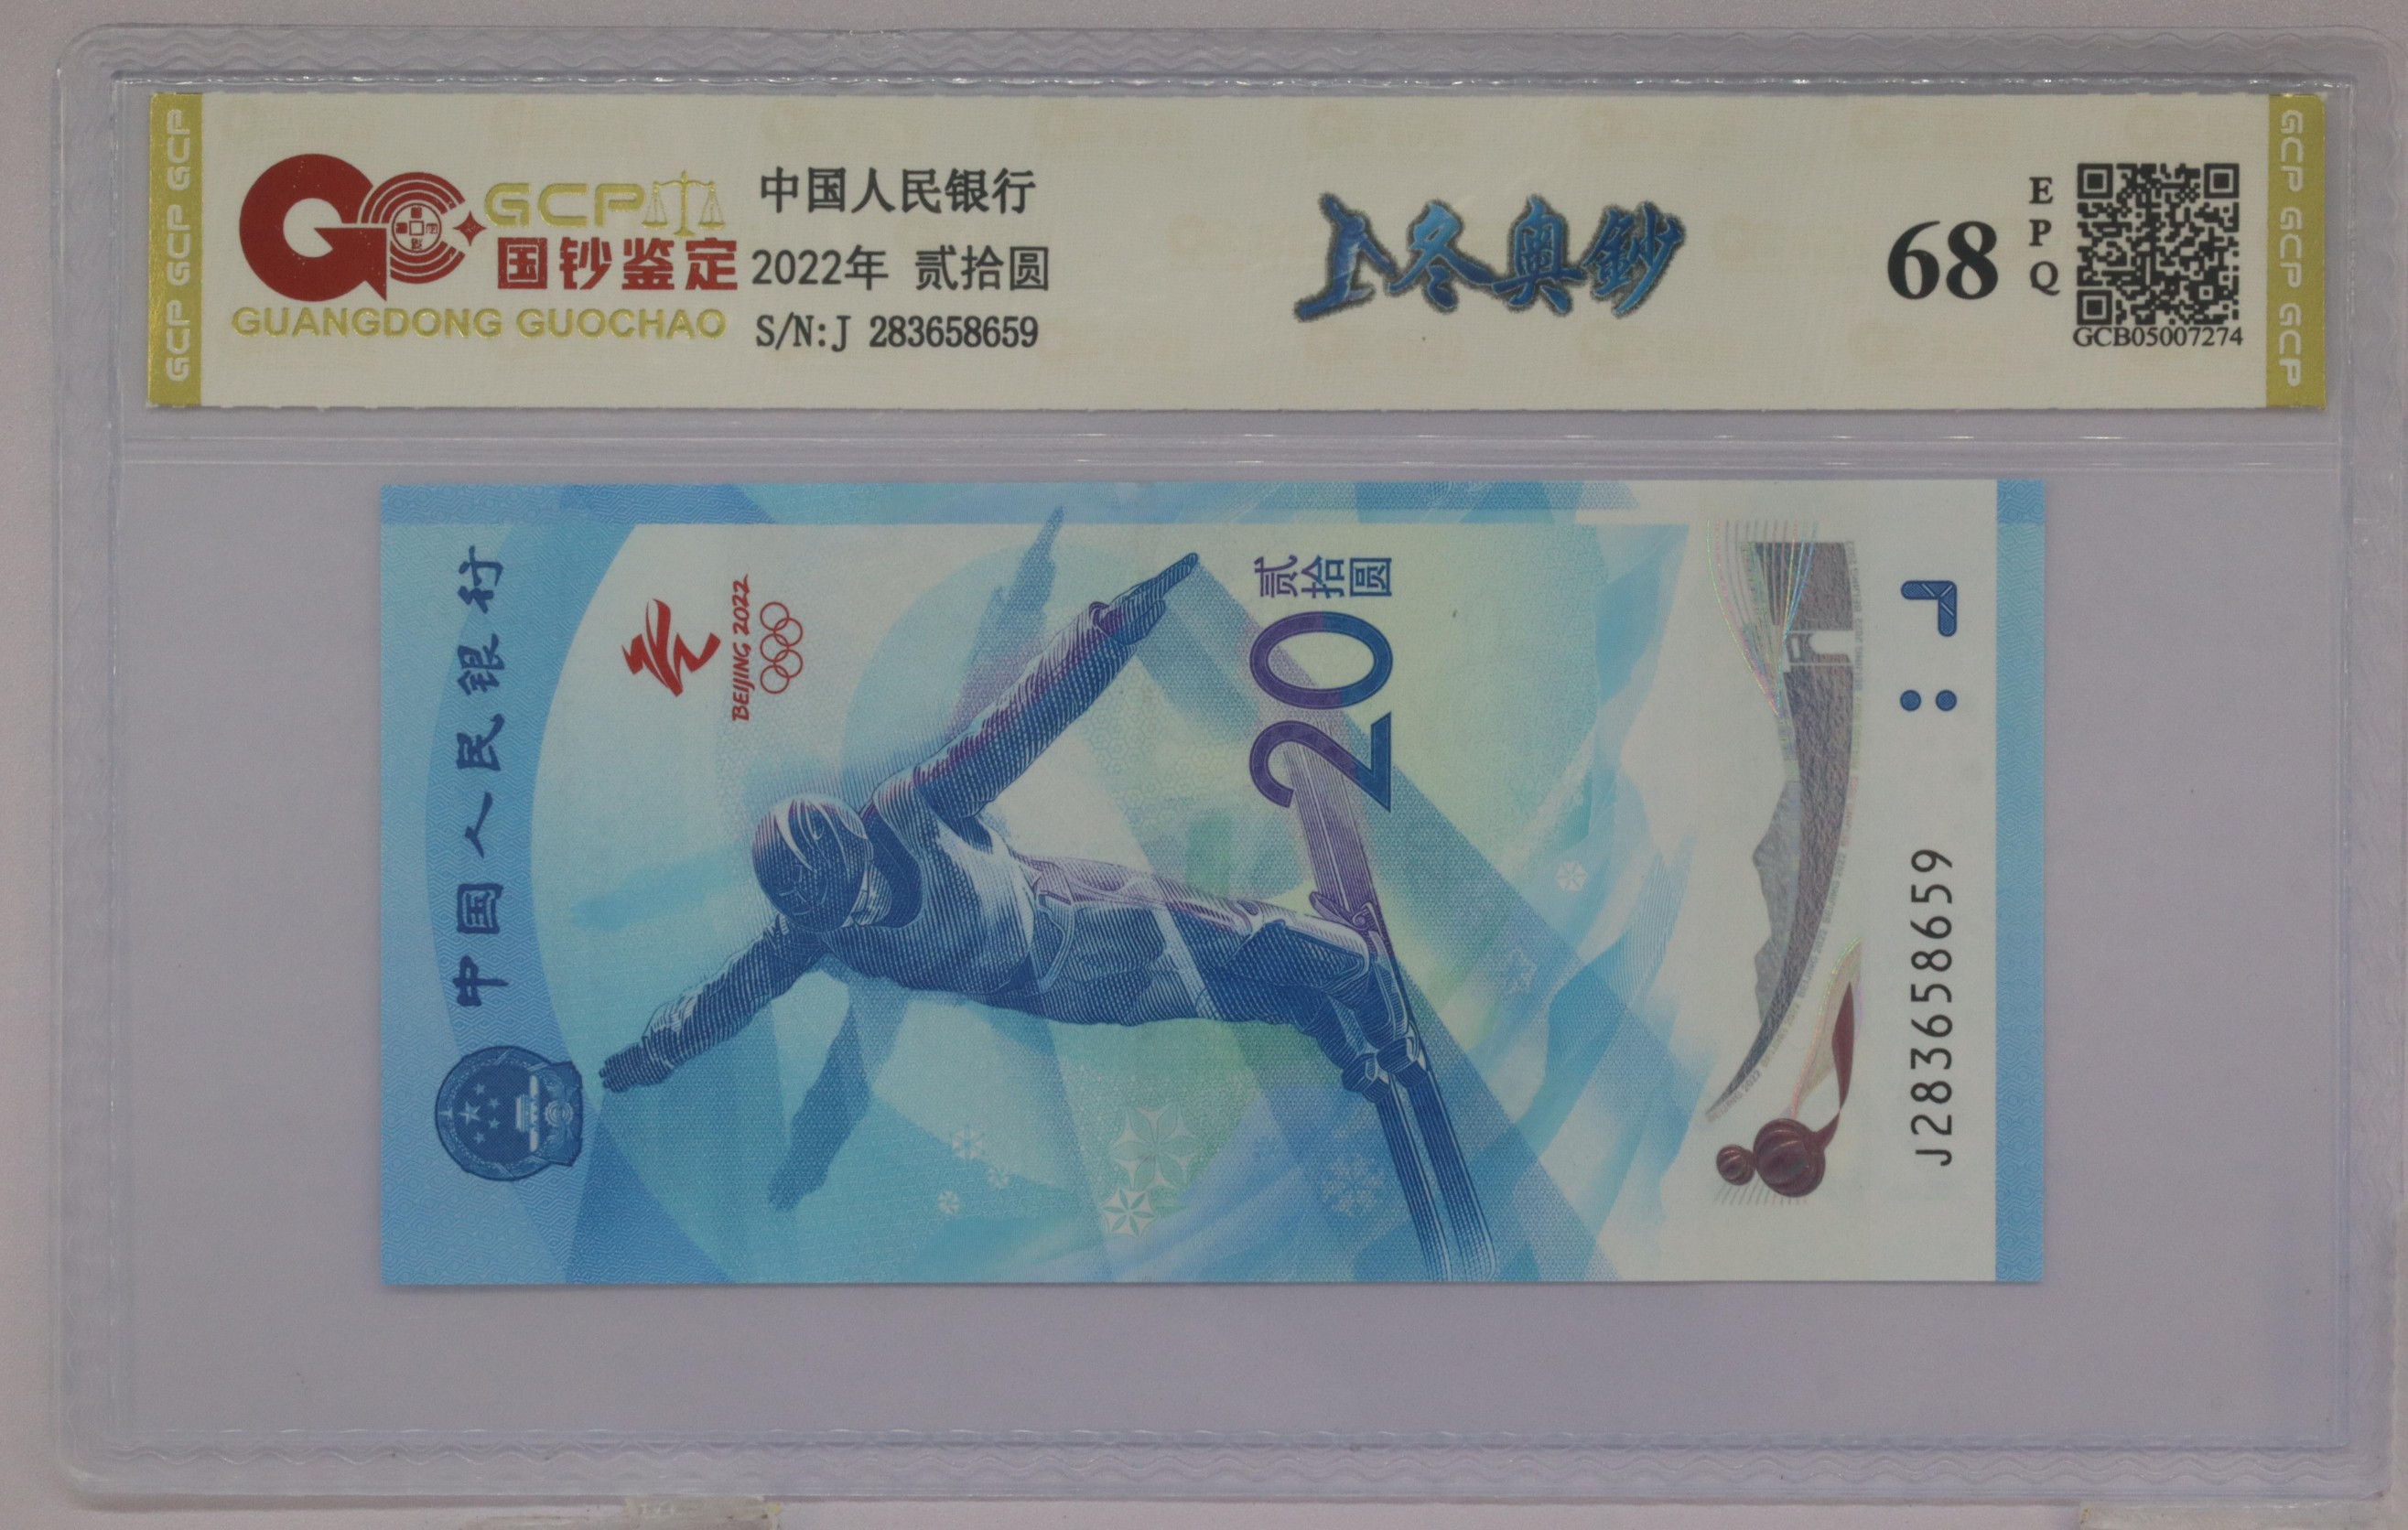 GCP GCP GCP
GCP
国钞鉴定
GUANGDONG GUOCHAO
中国人民银行
2022年 贰拾圆
S/N:J 283658659
上冬奥鈔
68
EPQ
GCB05007274
GCP GCP GCP
中国人民银行
BEIJING 2022
贰拾圆
20
J283658659